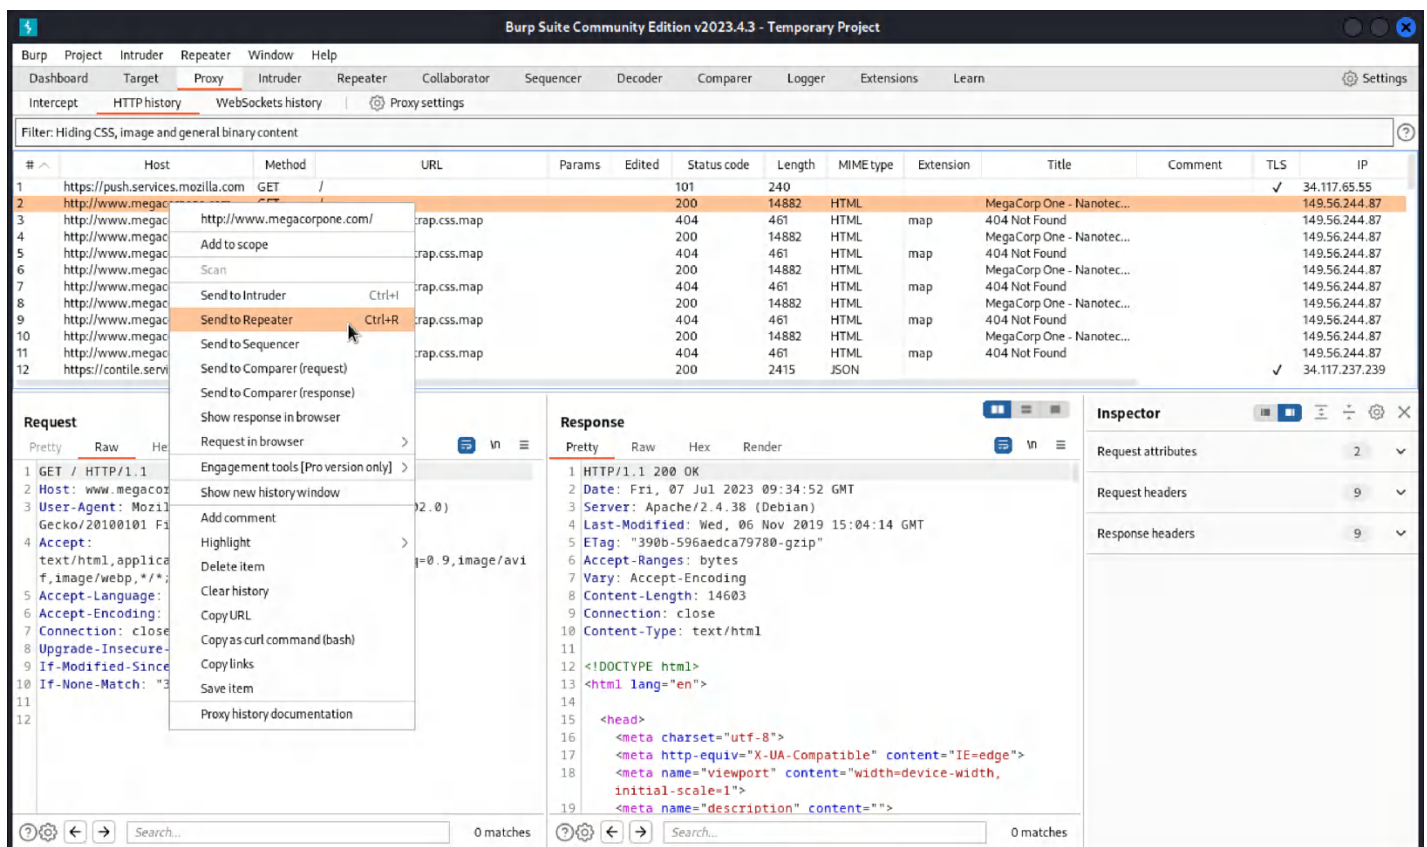 Burp Suite Community Edition v2023.4.3 - Temporary Project
Burp Project Intruder Repeater Window Help
Dashboard Target Proxy Intruder Repeater Collaborator Sequencer Decoder Comparer Logger Extensions Learn Settings
Intercept HTTP history WebSockets history Proxy settings
Filter: Hiding CSS, image and general binary content
# Host Method URL Params Edited Status code Length MIME type Extension Title Comment TLS IP
1 https://push.services.mozilla.com GET / 101 240 ✓ 34.117.65.55
2 200 14882 HTML MegaCorp One - Nanotec... 149.56.244.87
3 http://www.megac rap.css.map 404 461 HTML map 404 Not Found 149.56.244.87
4 http://www.megac 200 14882 HTML MegaCorp One - Nanotec... 149.56.244.87
5 http://www.megac rap.css.map 404 461 HTML map 404 Not Found 149.56.244.87
6 http://www.megac 200 14882 HTML MegaCorp One - Nanotec... 149.56.244.87
7 http://www.megac rap.css.map 404 461 HTML map 404 Not Found 149.56.244.87
8 http://www.megac 200 14882 HTML MegaCorp One - Nanotec... 149.56.244.87
9 http://www.megac rap.css.map 404 461 HTML map 404 Not Found 149.56.244.87
10 http://www.megac 200 14882 HTML MegaCorp One - Nanotec... 149.56.244.87
11 http://www.megac rap.css.map 404 461 HTML map 404 Not Found 149.56.244.87
12 https://contile.servi 200 2415 JSON ✓ 34.117.237.239
http://www.megacorpone.com/
Add to scope
Scan
Send to Intruder Ctrl+I
Send to Repeater Ctrl+R
Send to Sequencer
Send to Comparer (request)
Send to Comparer (response)
Show response in browser
Request in browser
Engagement tools [Pro version only]
Show new history window
Add comment
Highlight
Delete item
Clear history
Copy URL
Copy as curl command (bash)
Copy links
Save item
Proxy history documentation
Request
Pretty Raw He \n
1 GET / HTTP/1.1
2 Host: www.megacor
3 User-Agent: Mozil 02.0)
Gecko/20100101 Fi
4 Accept:
text/html,applica q=0.9,image/avi
f,image/webp,*/*;
5 Accept-Language:
6 Accept-Encoding:
7 Connection: close
8 Upgrade-Insecure-
9 If-Modified-Since
10 If-None-Match: "3
11
12
Search... 0 matches
Response
Pretty Raw Hex Render \n
1 HTTP/1.1 200 OK
2 Date: Fri, 07 Jul 2023 09:34:52 GMT
3 Server: Apache/2.4.38 (Debian)
4 Last-Modified: Wed, 06 Nov 2019 15:04:14 GMT
5 ETag: "390b-596aedca79780-gzip"
6 Accept-Ranges: bytes
7 Vary: Accept-Encoding
8 Content-Length: 14603
9 Connection: close
10 Content-Type: text/html
11
12 <!DOCTYPE html>
13 <html lang="en">
14
15 <head>
16 <meta charset="utf-8">
17 <meta http-equiv="X-UA-Compatible" content="IE=edge">
18 <meta name="viewport" content="width=device-width,
initial-scale=1">
19 <meta name="description" content="">
Search... 0 matches
Inspector
Request attributes 2
Request headers 9
Response headers 9